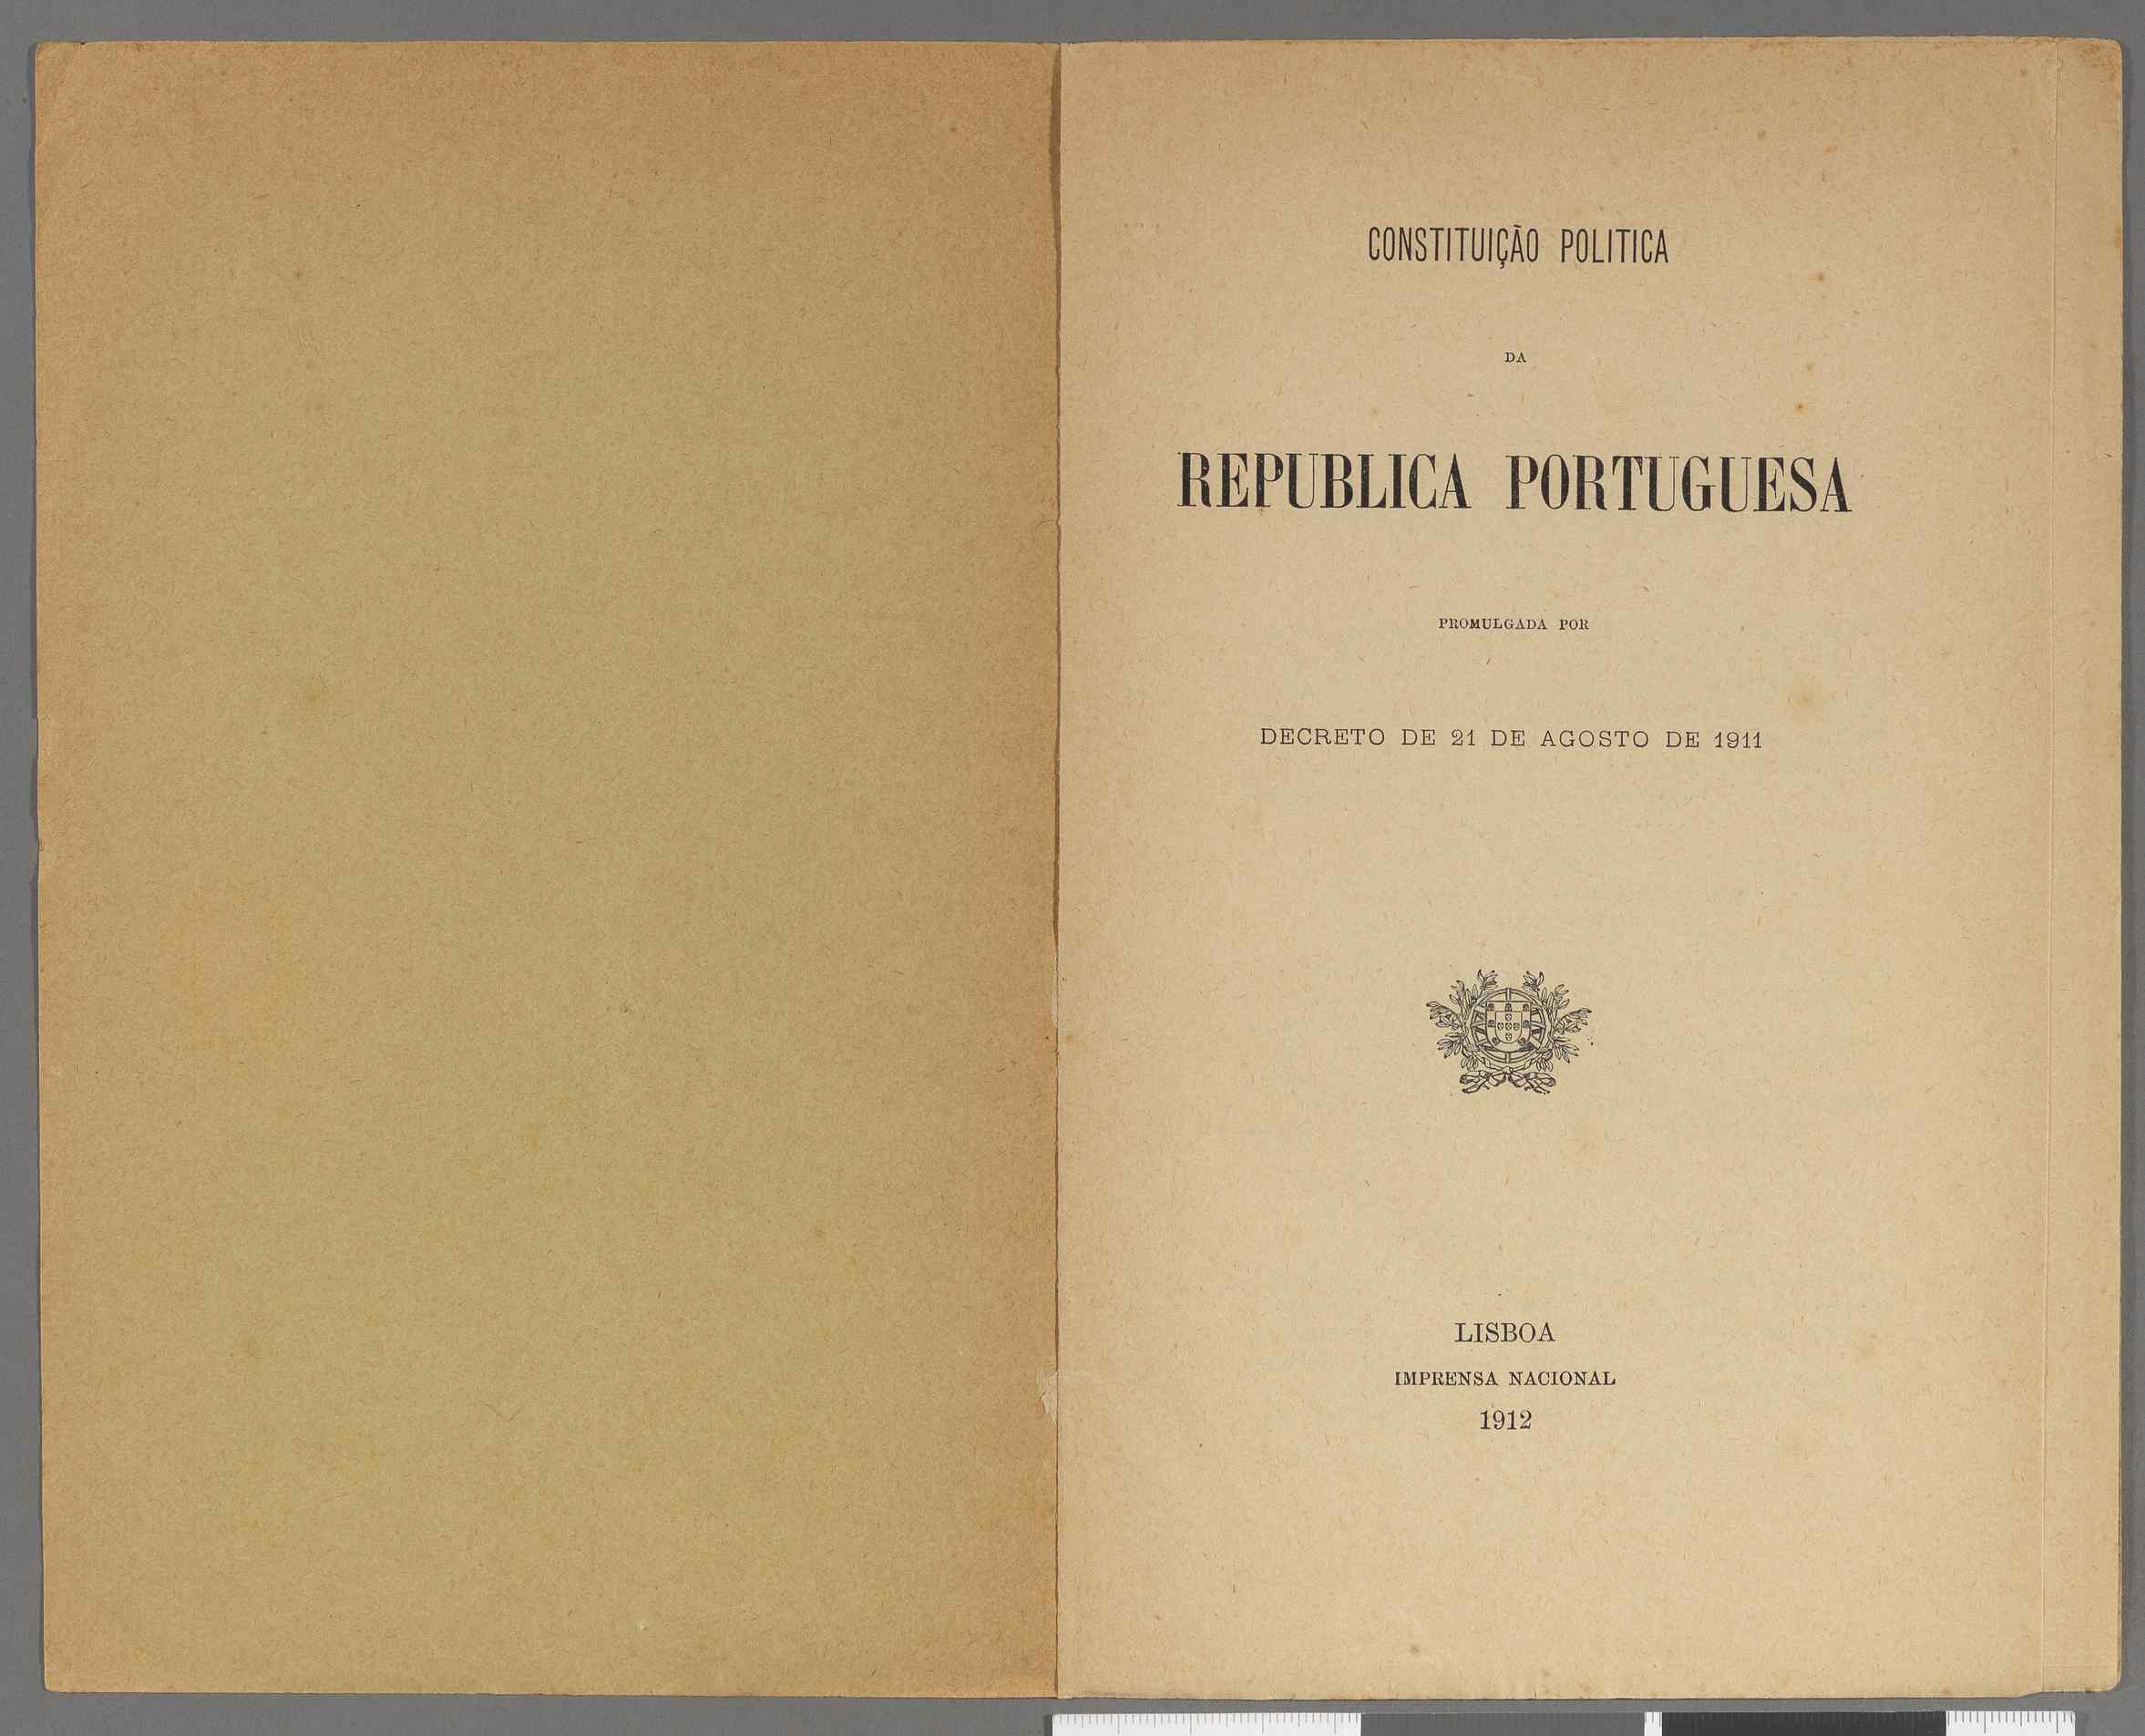 CONSTITUIÇÃO POLITICA
DA
REPUBLICA PORTUGUESA
PROMULGADA POR
DECRETO DE 21 DE AGOSTO DE 1911
LISBOA
IMPRENSA NACIONAL
1912